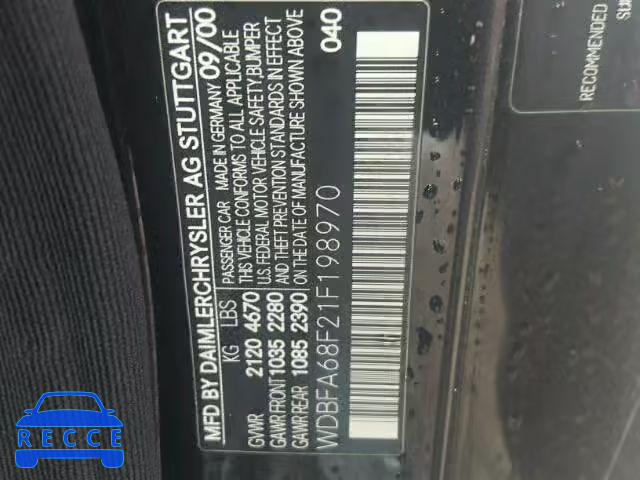 MFD BY DAIMLERCHRYSLER AG STUTTGART
KG LBS PASSENGER CAR MADE IN GERMANY 09/00
GVWR 2120 4670 THIS VEHICLE CONFORMS TO ALL APPLICABLE
U.S. FEDERAL MOTOR VEHICLE SAFETY,BUMPER
GAWR FRONT 1035 2280 AND THEFT PREVENTION STANDARDS IN EFFECT
GAWR REAR 1085 2390 ON THE DATE OF MANUFACTURE SHOWN ABOVE
WDBFA68F21F198970 040
RECOMMENDED
RECCE